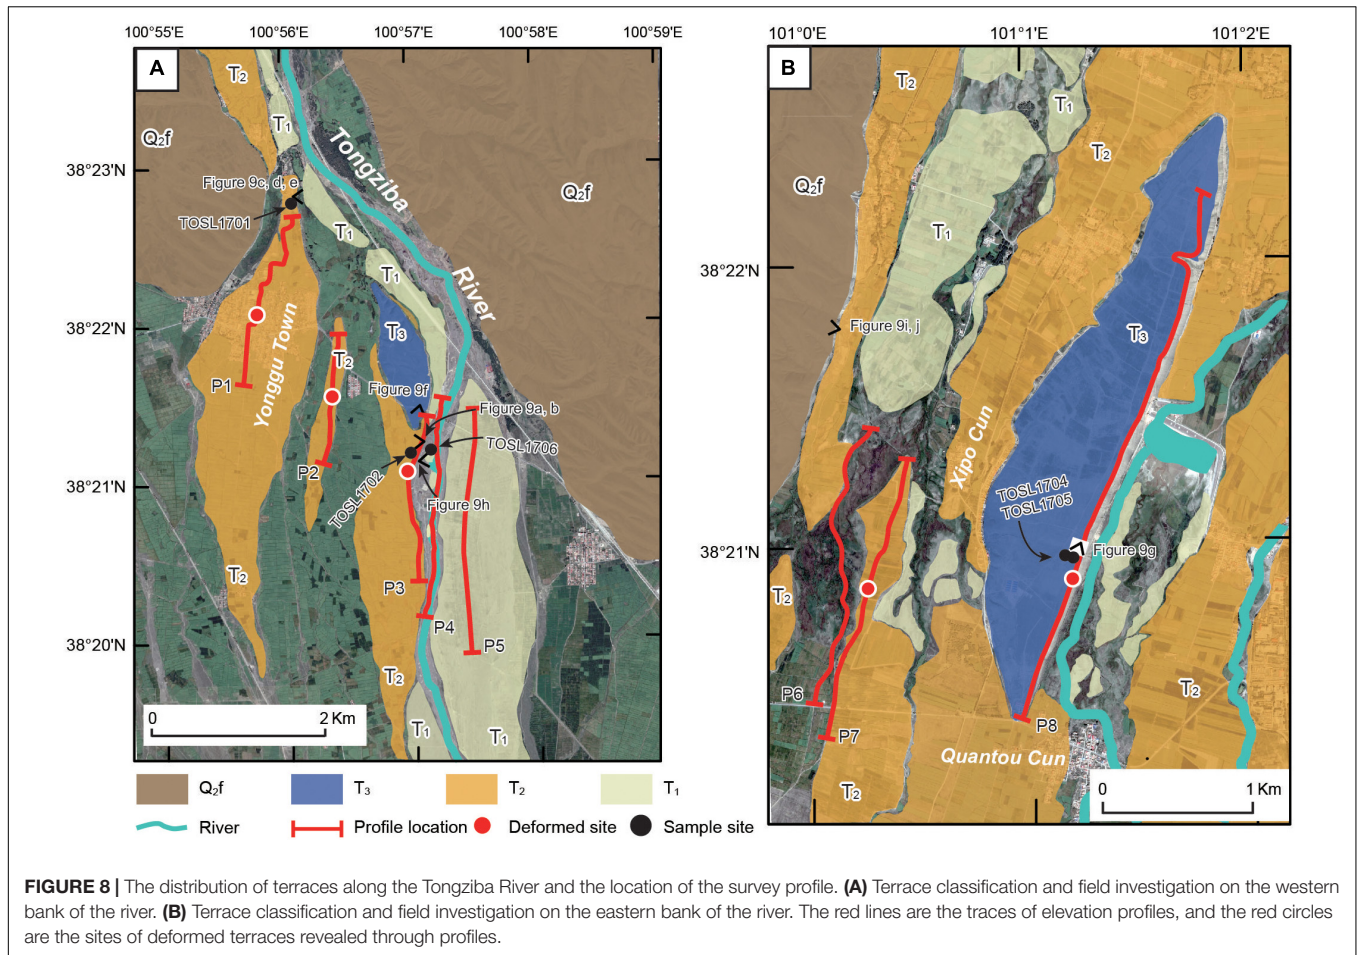 100°55'E 100°56'E 100°57'E 100°58'E 100°59'E
101°0'E 101°1'E 101°2'E
A
T₂
T₁
Q₂f
Tongziba
River
Q₂f
38°23'N
Figure 9c, d, e
TOSL1701
T₁
T₁
38°22'N
T₃
T₂
Yonggu Town
P1
Figure 9f
Figure 9a, b
TOSL1706
P2
TOSL1702
38°21'N
Figure 9h
T₂
P3
P4
P5
38°20'N
T₂
T₁
T₁
0 2 Km
B
T₂
T₁
T₂
Q₂f
T₁
38°22'N
Figure 9i, j
T₃
Xipo Cun
TOSL1704
TOSL1705
38°21'N
Figure 9g
T₂
P6
T₂
P7
P8
Quantou Cun
T₂
0 1 Km
Q₂f T₃ T₂ T₁
River Profile location Deformed site Sample site
FIGURE 8 | The distribution of terraces along the Tongziba River and the location of the survey profile. (A) Terrace classification and field investigation on the western
bank of the river. (B) Terrace classification and field investigation on the eastern bank of the river. The red lines are the traces of elevation profiles, and the red circles
are the sites of deformed terraces revealed through profiles.